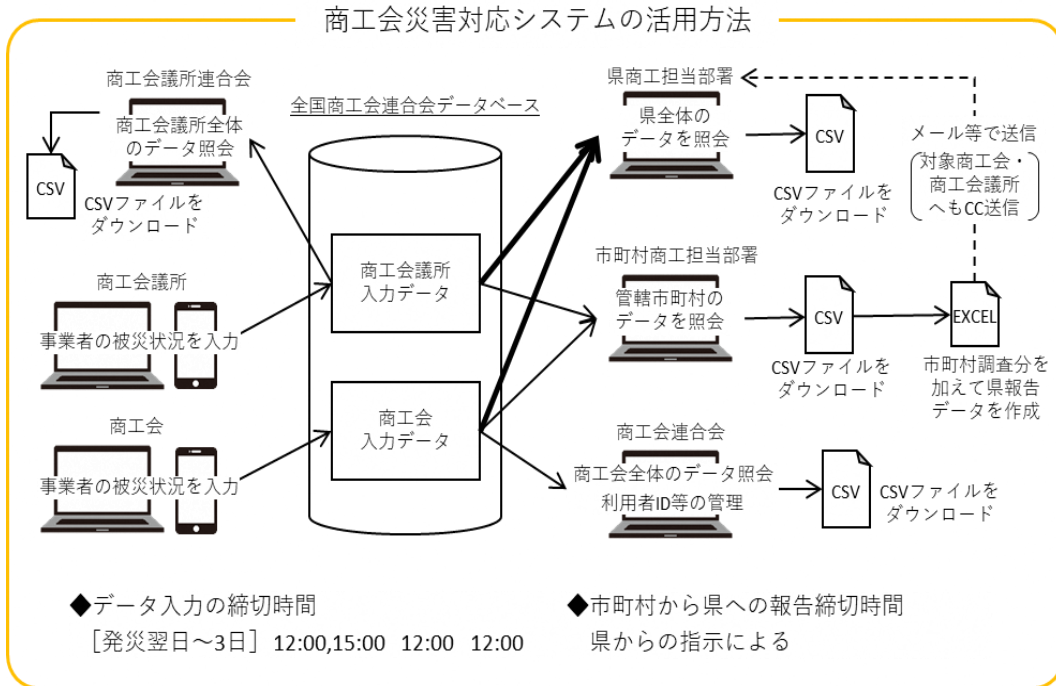 商工会災害対応システムの活用方法
商工会議所連合会
商工会議所全体
のデータ照会
CSV
CSVファイルを
ダウンロード
商工会議所
事業者の被災状況を入力
商工会
事業者の被災状況を入力
全国商工会連合会データベース
商工会議所
入力データ
商工会
入力データ
県商工担当部署
県全体の
データを照会
CSV
CSVファイルを
ダウンロード
メール等で送信
対象商工会・
商工会議所
へもCC送信
市町村商工担当部署
管轄市町村の
データを照会
CSV
CSVファイルを
ダウンロード
EXCEL
市町村調査分を
加えて県報告
データを作成
商工会連合会
商工会全体のデータ照会
利用者ID等の管理
CSV
CSVファイルを
ダウンロード
◆データ入力の締切時間
［発災翌日～3日］ 12:00,15:00 12:00 12:00
◆市町村から県への報告締切時間
県からの指示による